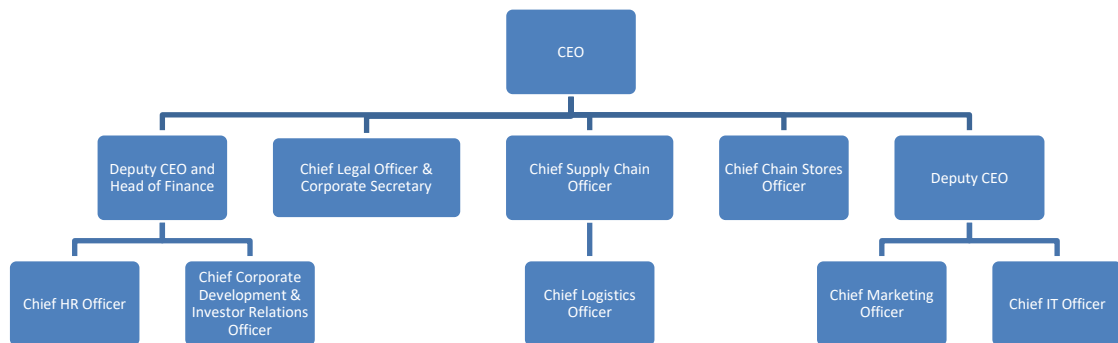 CEO
Deputy CEO and
Head of Finance
Chief Legal Officer &
Corporate Secretary
Chief Supply Chain
Officer
Chief Chain Stores
Officer
Deputy CEO
Chief HR Officer
Chief Corporate
Development &
Investor Relations
Officer
Chief Logistics
Officer
Chief Marketing
Officer
Chief IT Officer